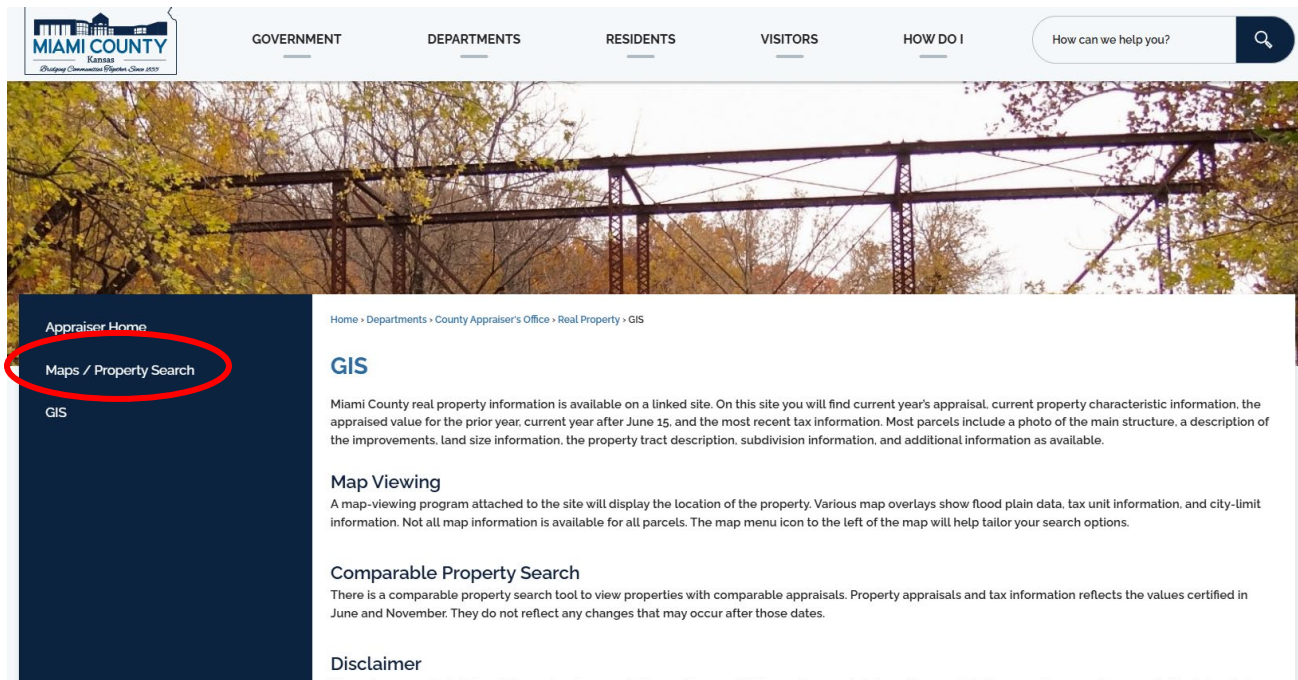 MIAMI COUNTY
Kansas
Bridging Communities Together Since 1855
GOVERNMENT
DEPARTMENTS
RESIDENTS
VISITORS
HOW DO I
How can we help you?
Appraiser Home
Maps / Property Search
GIS
Home › Departments › County Appraiser's Office › Real Property › GIS
GIS
Miami County real property information is available on a linked site. On this site you will find current year's appraisal, current property characteristic information, the
appraised value for the prior year, current year after June 15, and the most recent tax information. Most parcels include a photo of the main structure, a description of
the improvements, land size information, the property tract description, subdivision information, and additional information as available.
Map Viewing
A map-viewing program attached to the site will display the location of the property. Various map overlays show flood plain data, tax unit information, and city-limit
information. Not all map information is available for all parcels. The map menu icon to the left of the map will help tailor your search options.
Comparable Property Search
There is a comparable property search tool to view properties with comparable appraisals. Property appraisals and tax information reflects the values certified in
June and November. They do not reflect any changes that may occur after those dates.
Disclaimer